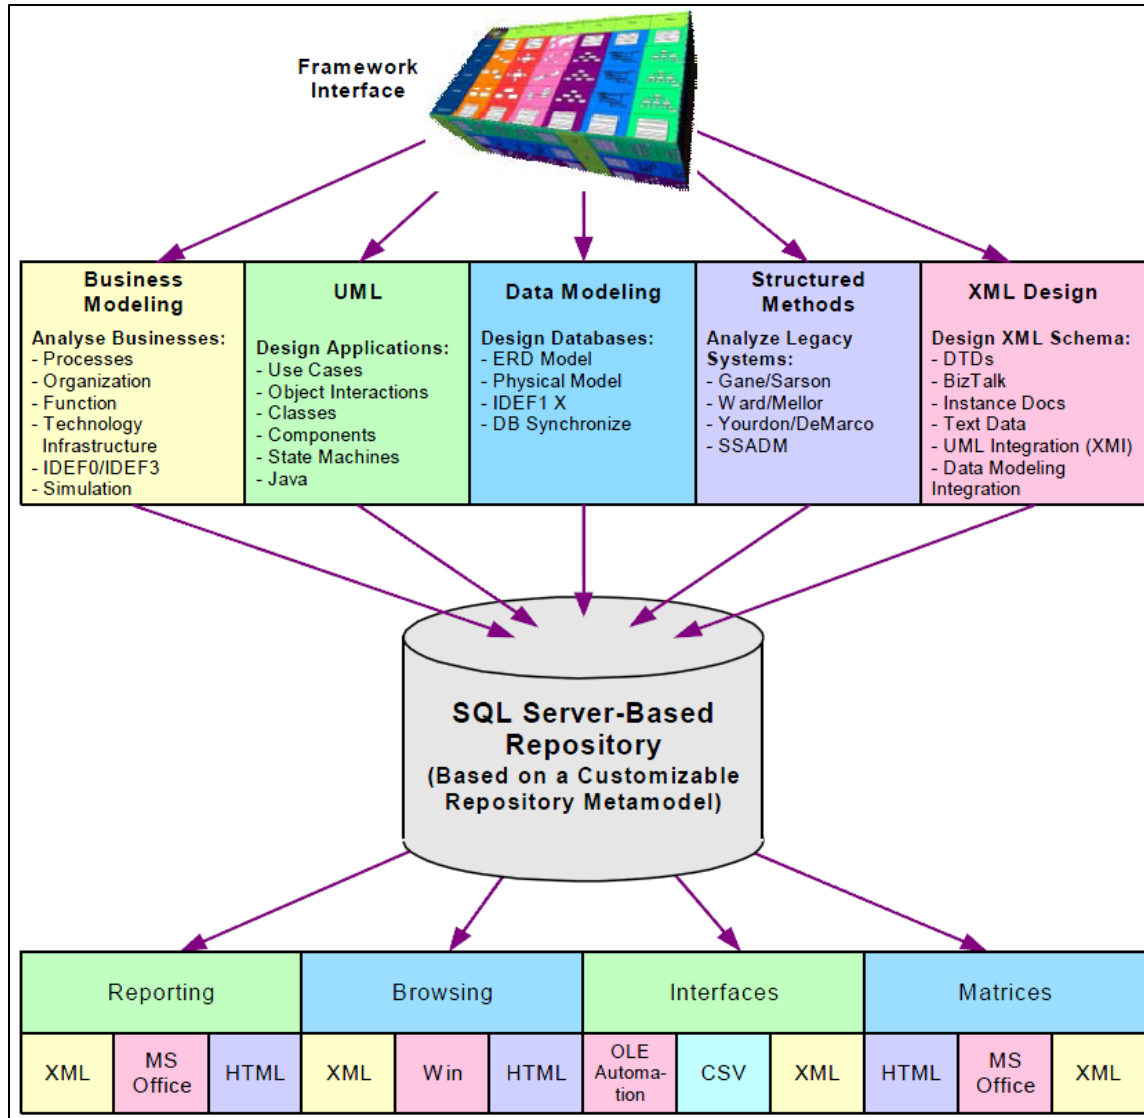 Framework
Interface
Business
Modeling
Analyse Businesses:
- Processes
- Organization
- Function
- Technology
Infrastructure
- IDEF0/IDEF3
- Simulation
UML
Design Applications:
- Use Cases
- Object Interactions
- Classes
- Components
- State Machines
- Java
Data Modeling
Design Databases:
- ERD Model
- Physical Model
- IDEF1 X
- DB Synchronize
Structured
Methods
Analyze Legacy
Systems:
- Gane/Sarson
- Ward/Mellor
- Yourdon/DeMarco
- SSADM
XML Design
Design XML Schema:
- DTDs
- BizTalk
- Instance Docs
- Text Data
- UML Integration (XMI)
- Data Modeling
Integration
SQL Server-Based
Repository
(Based on a Customizable
Repository Metamodel)
Reporting
Browsing
Interfaces
Matrices
XML
MS
Office
HTML
XML
Win
HTML
OLE
Automa-
tion
CSV
XML
HTML
MS
Office
XML